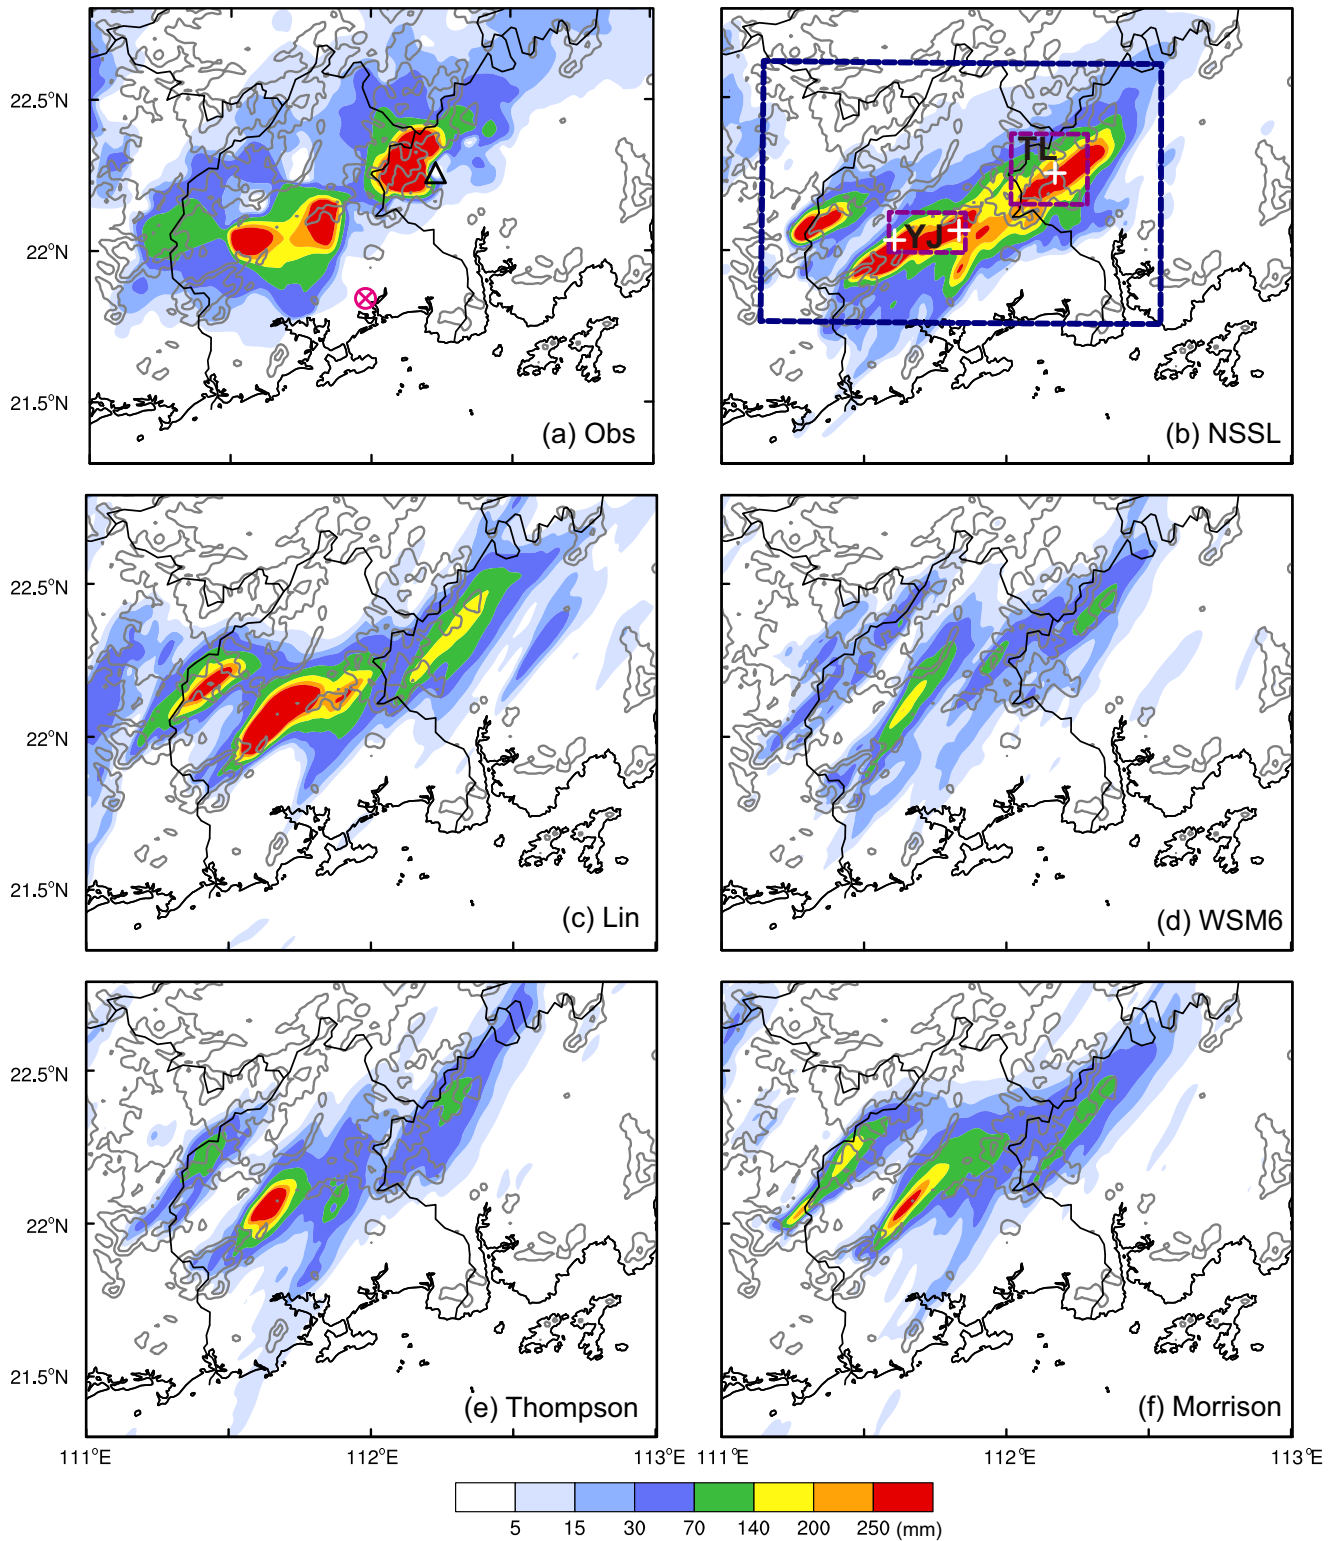 22.5°N
22°N
21.5°N
(a) Obs
TL
YJ
(b) NSSL
22.5°N
22°N
21.5°N
(c) Lin
(d) WSM6
22.5°N
22°N
21.5°N
(e) Thompson
(f) Morrison
111°E 112°E 113°E 111°E 112°E 113°E
5 15 30 70 140 200 250 (mm)